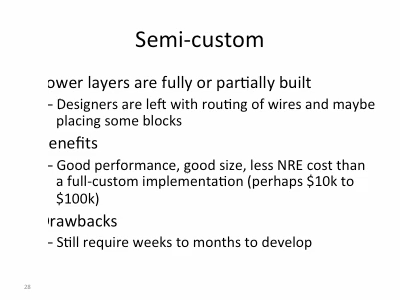 Semi-custom
ower layers are fully or partially built
– Designers are left with routing of wires and maybe
placing some blocks
enefits
– Good performance, good size, less NRE cost than
a full-custom implementation (perhaps $10k to
$100k)
rawbacks
– Still require weeks to months to develop
28